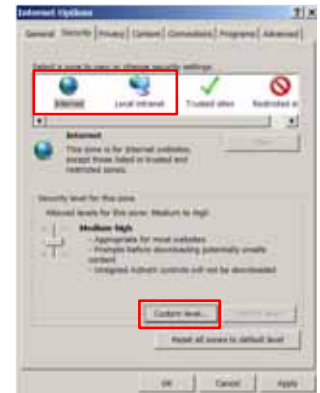 Internet Options
General Security Privacy Content Connections Programs Advanced
Select a zone to view or change security settings.
Internet Local intranet Trusted sites Restricted si
Internet
This zone is for Internet websites,
except those listed in trusted and
restricted zones.
Security level for this zone
Allowed levels for this zone: Medium to High
Medium-high
- Appropriate for most websites
- Prompts before downloading potentially unsafe
content
- Unsigned ActiveX controls will not be downloaded
Custom level...
Reset all zones to default level
OK Cancel Apply